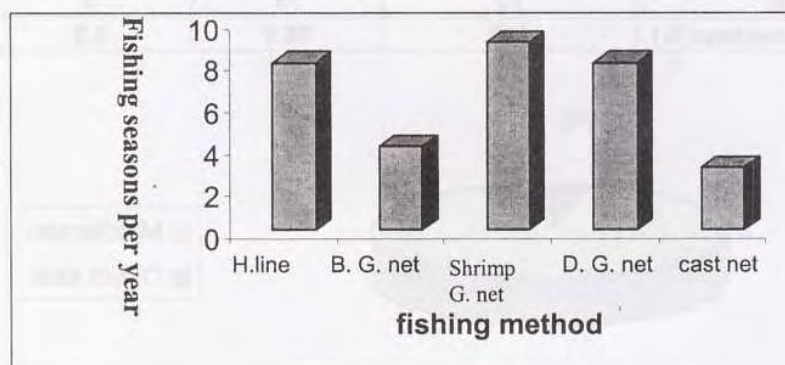 Fishing seasons per year
10
8
6
4
2
0
H.line B. G. net Shrimp G. net D. G. net cast net
fishing method